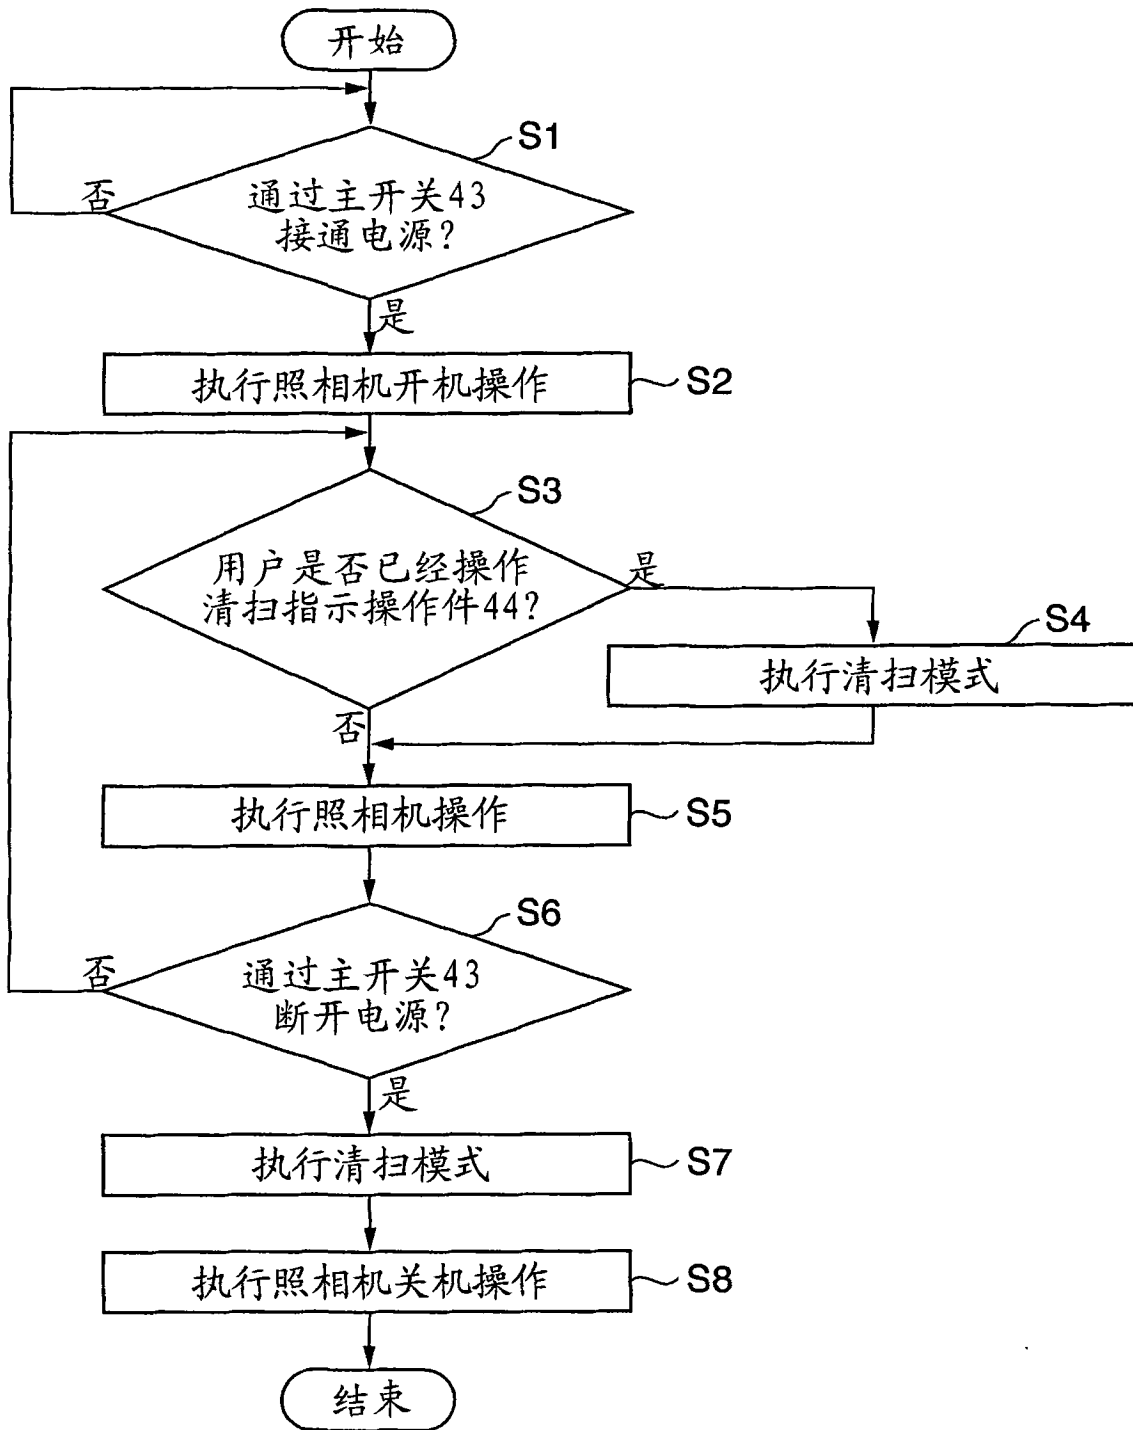 开始
S1
否
通过主开关43
接通电源?
是
执行照相机开机操作
S2
S3
用户是否已经操作
清扫指示操作件44?
是
S4
执行清扫模式
否
执行照相机操作
S5
S6
否
通过主开关43
断开电源?
是
执行清扫模式
S7
执行照相机关机操作
S8
结束